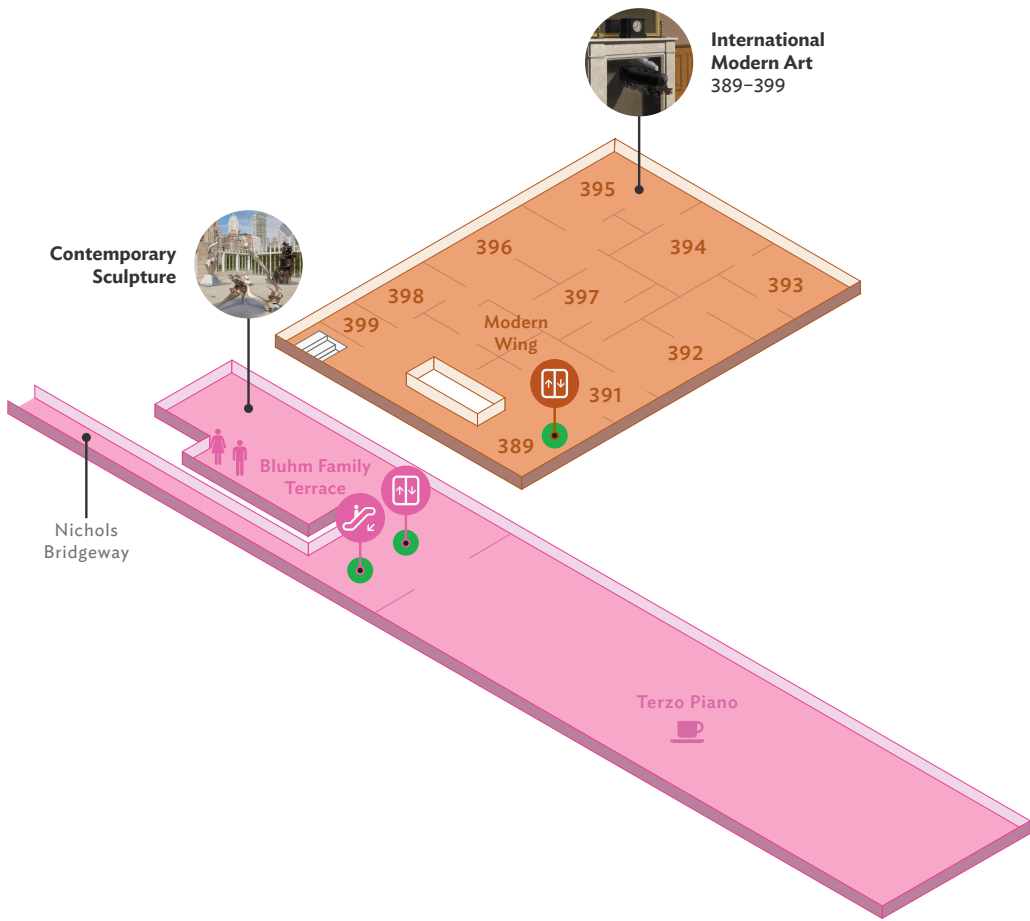 International
Modern Art
389–399
395
396
394
Contemporary
Sculpture
393
397
398
399
Modern
Wing
392
391
389
Bluhm Family
Terrace
Nichols
Bridgeway
Terzo Piano